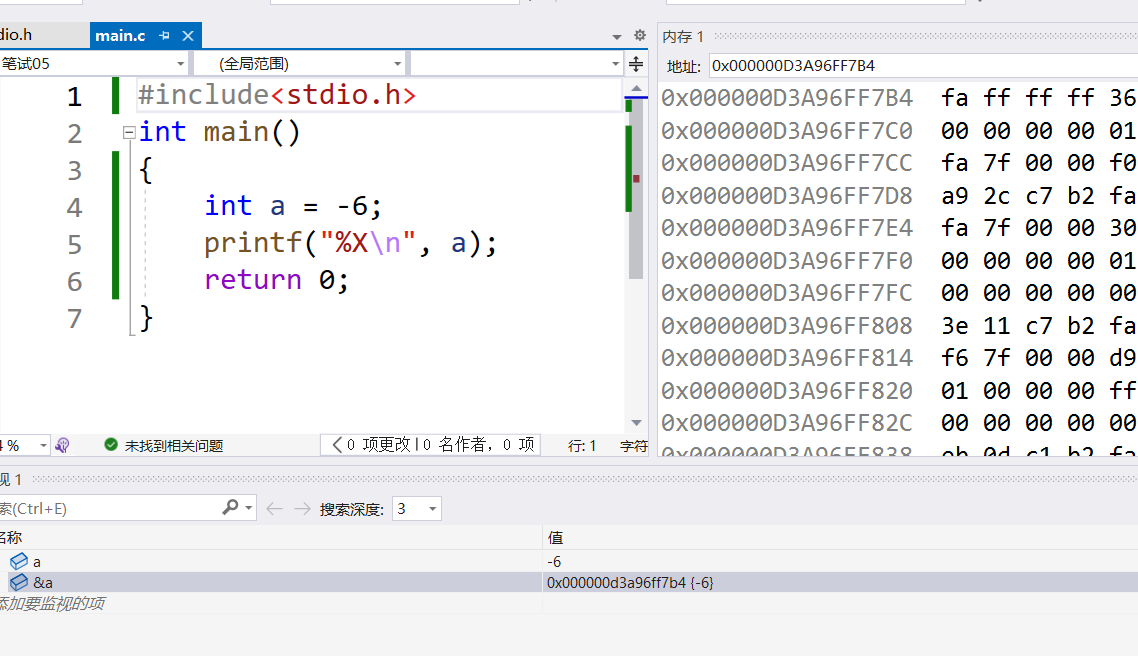 dio.h main.c
笔试05 (全局范围)
1 #include<stdio.h>
2 int main()
3 {
4 int a = -6;
5 printf("%X\n", a);
6 return 0;
7 }
% 未找到相关问题 0 项更改 | 0 名作者，0 项 行: 1 字符
内存 1
地址: 0x000000D3A96FF7B4
0x000000D3A96FF7B4 fa ff ff ff 36
0x000000D3A96FF7C0 00 00 00 00 01
0x000000D3A96FF7CC fa 7f 00 00 f0
0x000000D3A96FF7D8 a9 2c c7 b2 fa
0x000000D3A96FF7E4 fa 7f 00 00 30
0x000000D3A96FF7F0 00 00 00 00 01
0x000000D3A96FF7FC 00 00 00 00 00
0x000000D3A96FF808 3e 11 c7 b2 fa
0x000000D3A96FF814 f6 7f 00 00 d9
0x000000D3A96FF820 01 00 00 00 ff
0x000000D3A96FF82C 00 00 00 00 00
0x000000D3A96FF838 eb 0d c1 b2 fa
视 1
索(Ctrl+E) 搜索深度: 3
名称 值
a -6
&a 0x000000d3a96ff7b4 {-6}
添加要监视的项